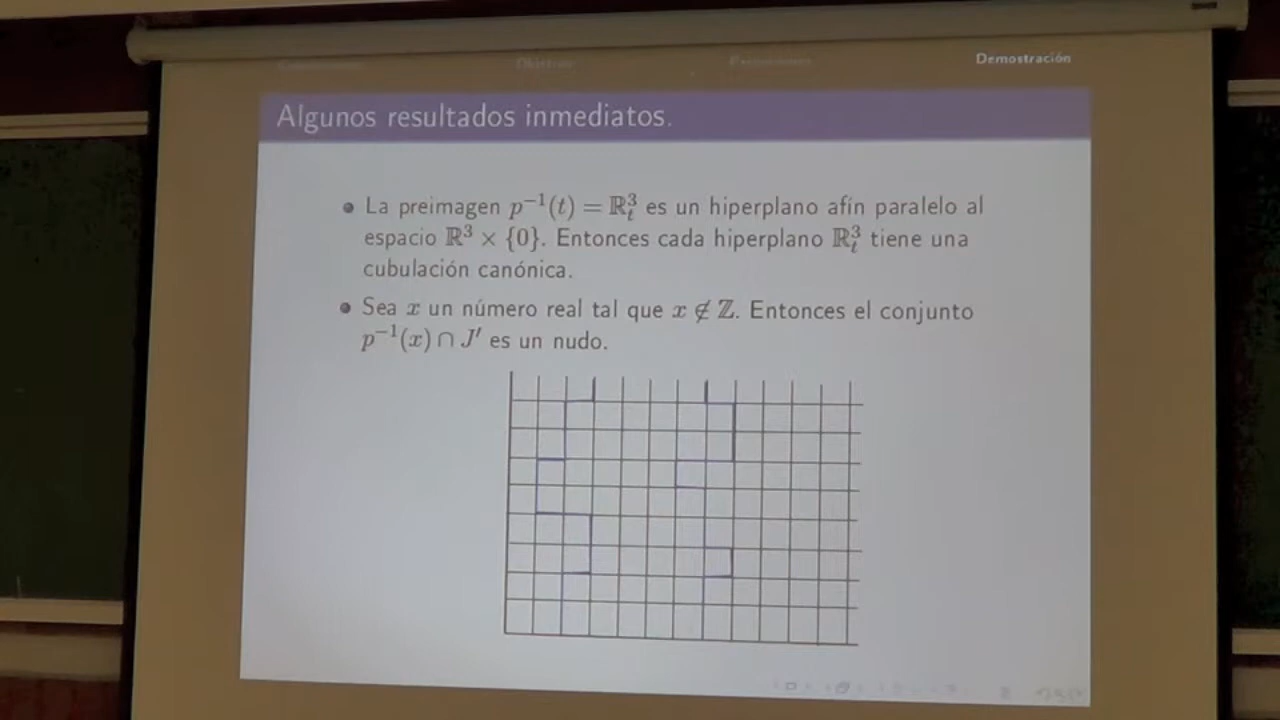 Demostración
Algunos resultados inmediatos.
La preimagen p⁻¹(t) = ℝ³ₜ es un hiperplano afín paralelo al
espacio ℝ³ × {0}. Entonces cada hiperplano ℝ³ₜ tiene una
cubulación canónica.
Sea x un número real tal que x ∉ ℤ. Entonces el conjunto
p⁻¹(x) ∩ J′ es un nudo.